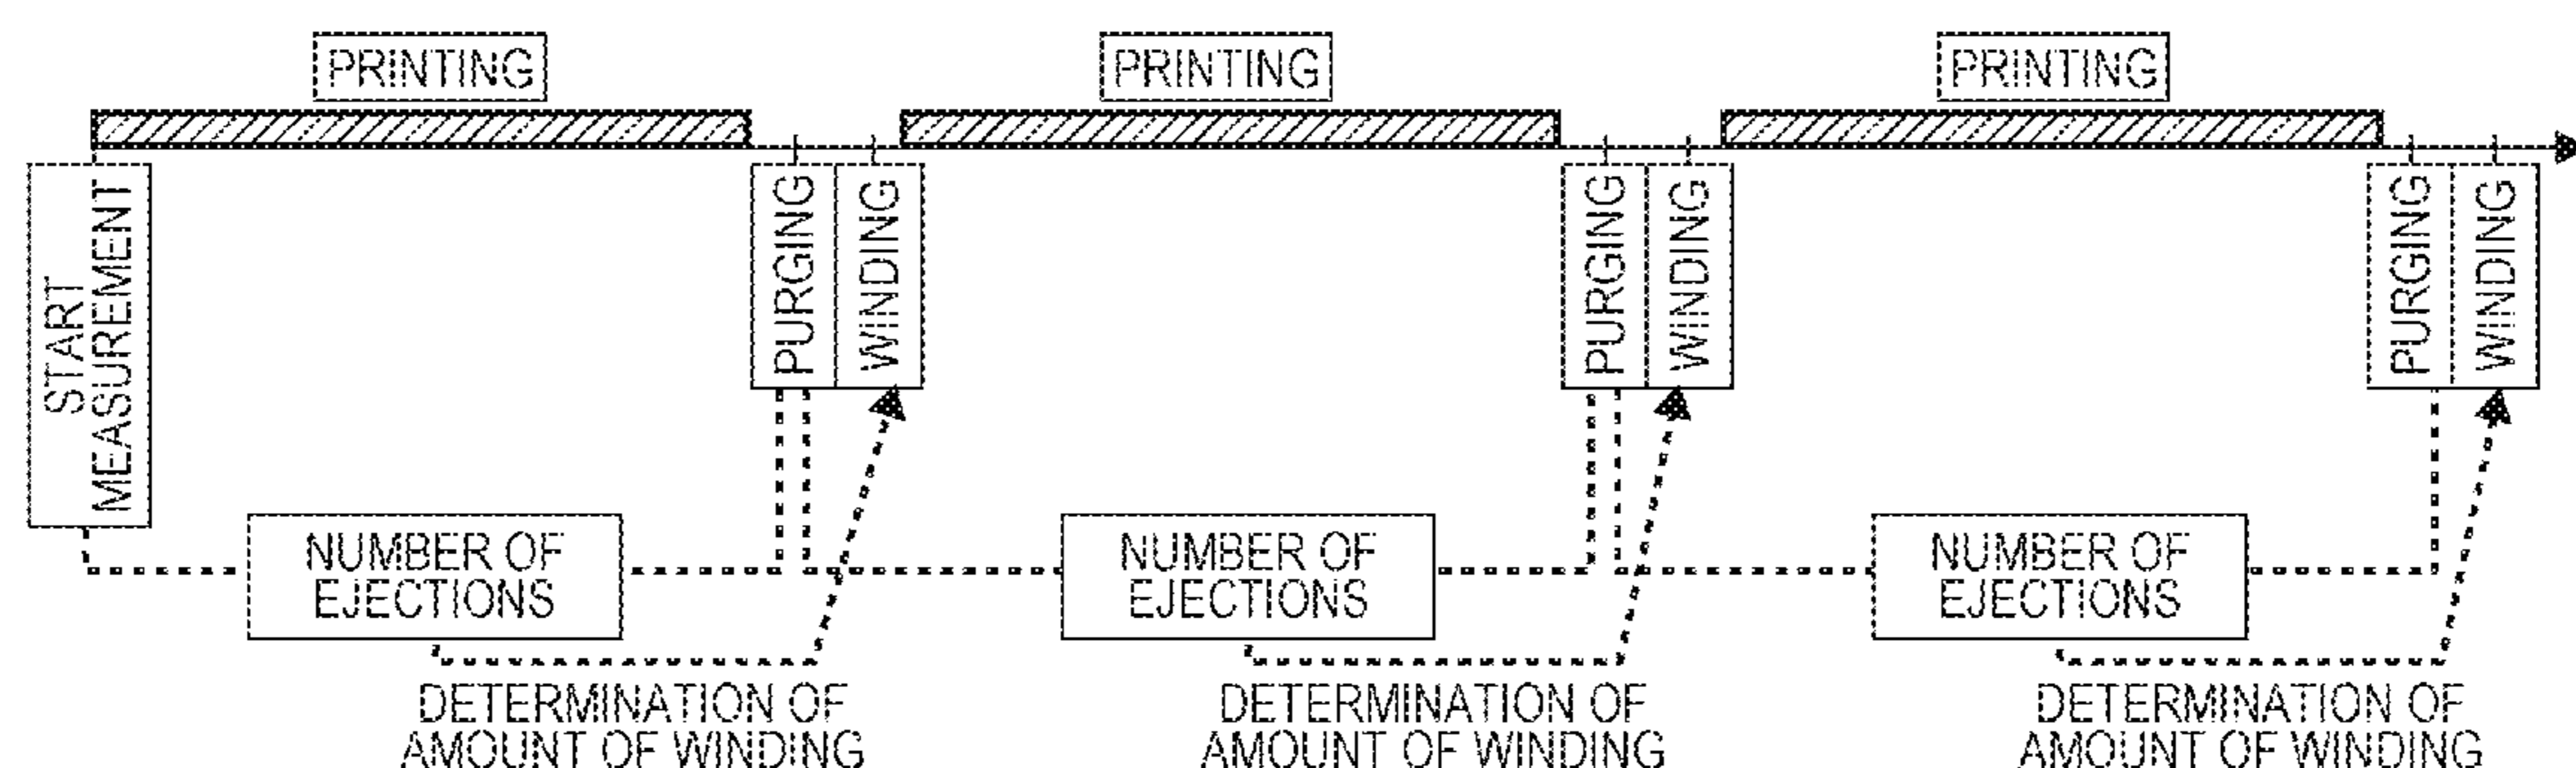 PRINTING
PRINTING
PRINTING
START
MEASUREMENT
PURGING
WINDING
PURGING
WINDING
PURGING
WINDING
NUMBER OF
EJECTIONS
NUMBER OF
EJECTIONS
NUMBER OF
EJECTIONS
DETERMINATION OF
AMOUNT OF WINDING
DETERMINATION OF
AMOUNT OF WINDING
DETERMINATION OF
AMOUNT OF WINDING